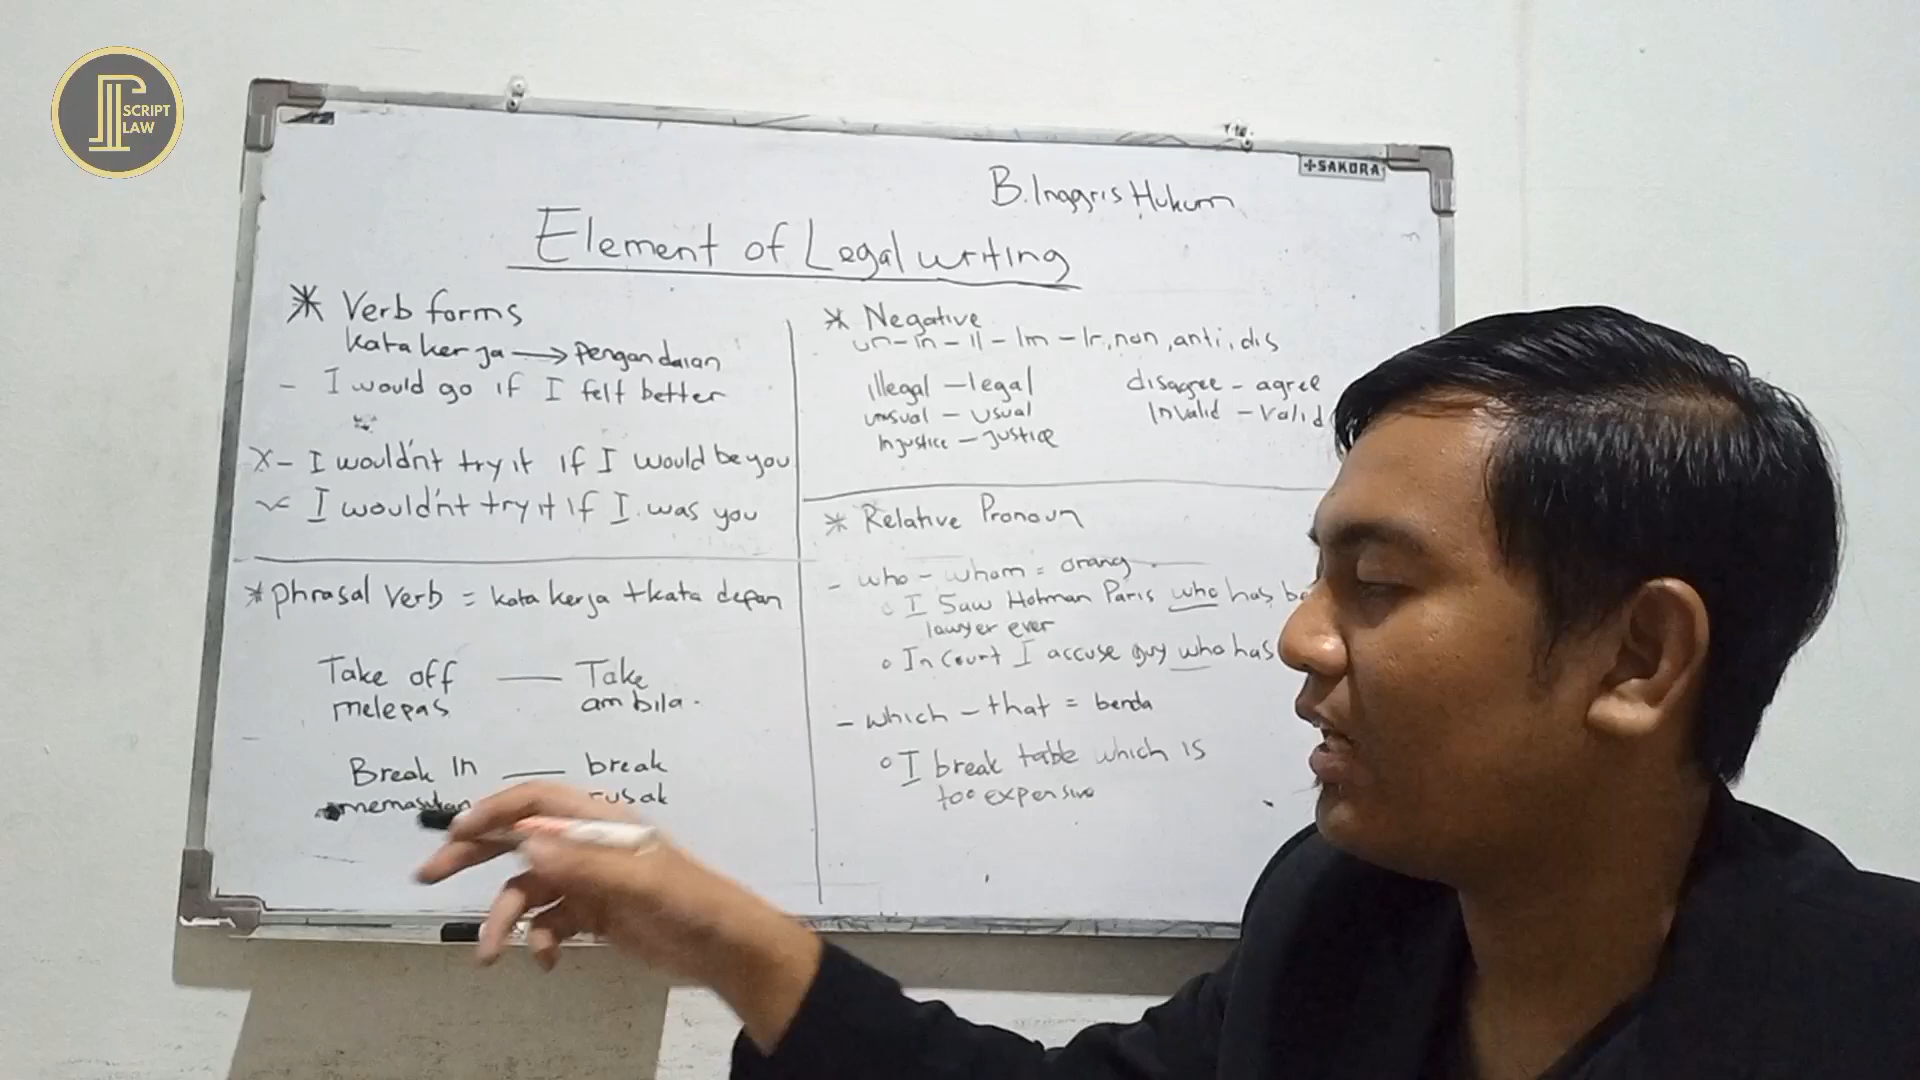 SCRIPT
LAW
+SAKURA
B. Inggris Hukum
Element of Legal writing
* Verb forms
kata kerja → Pengandaian
- I would go if I felt better
X - I wouldn't try it if I would be you
I wouldn't try it if I was you
* Phrasal Verb = kata kerja + kata depan
Take off — Take
melepas ambila.
Break In — break
memasukan rusak
* Negative
un - in - il - Im - Ir, non, anti, dis
illegal - legal
unusual - usual
Injustice - justice
disagree - agree
Invalid - Valid
* Relative Pronoun
- who - whom = orang
I Saw Hotman Paris who has be
lawyer ever
In Court I accuse guy who has
- which - that = benda
I break table which is
too expensive